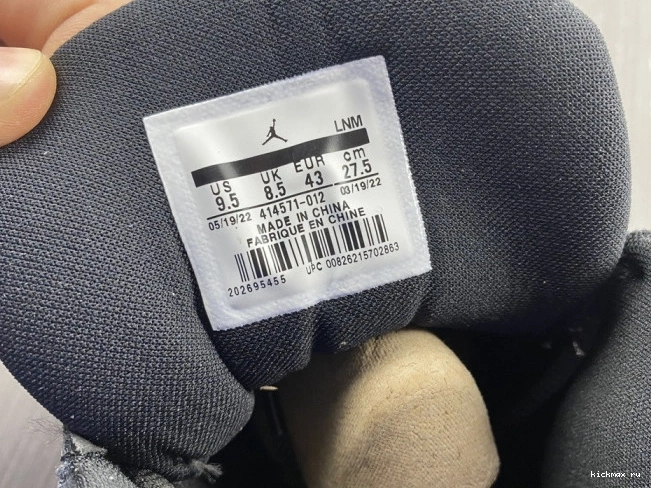 LNM
US UK EUR cm
9.5 8.5 43 27.5
05/19/22 414571-012 03/19/22
MADE IN CHINA
FABRIQUE EN CHINE
202695455 UPC 00826215702863
kickmax ru